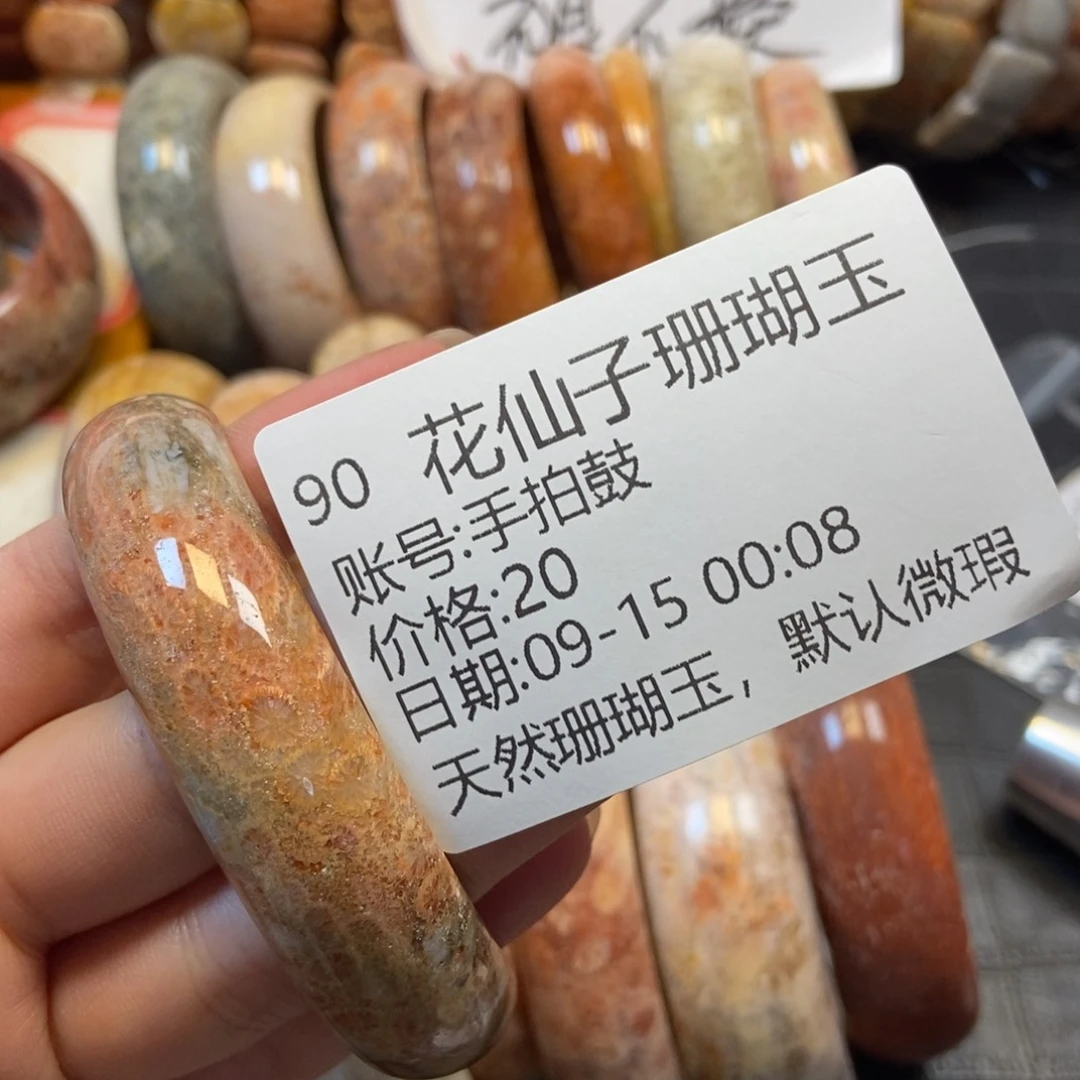 90 花仙子珊瑚玉
账号:手拍鼓
价格:20
日期:09-15 00:08
天然珊瑚玉，默认微瑕